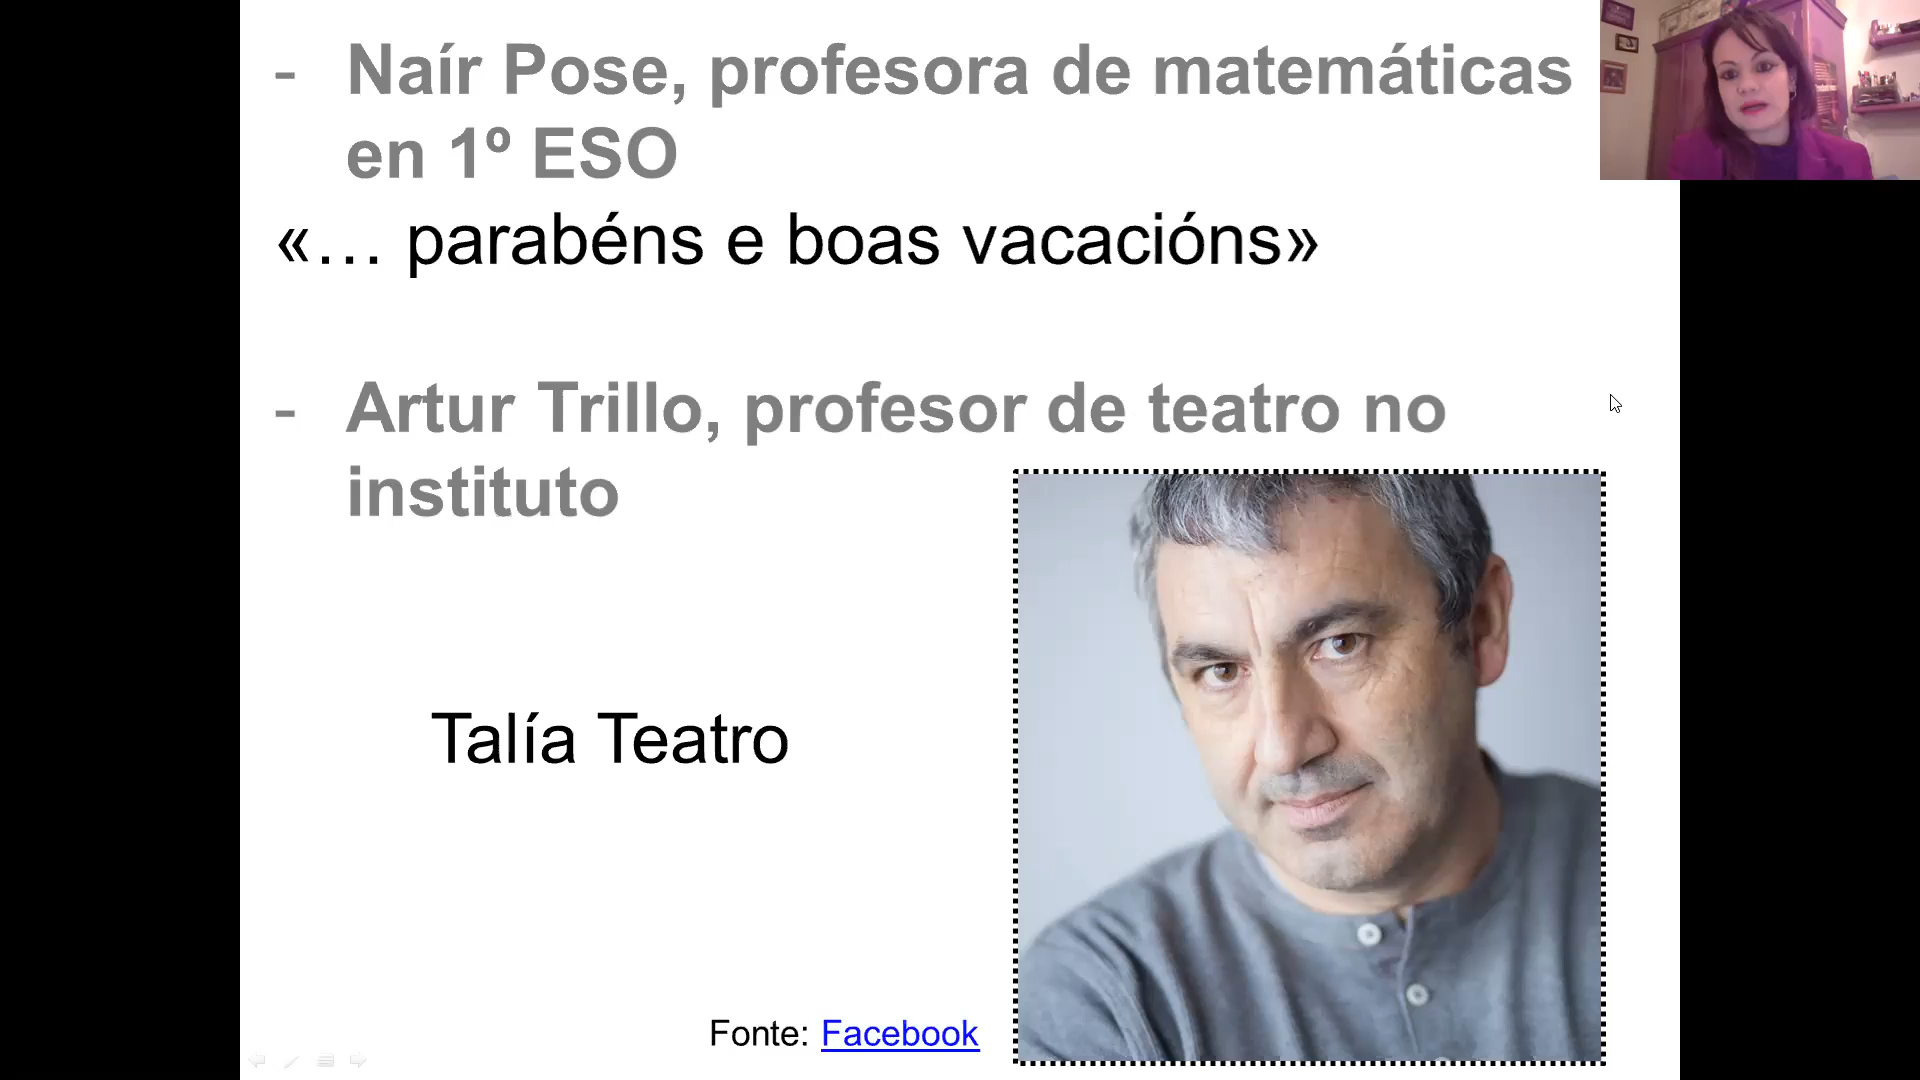 - Naír Pose, profesora de matemáticas
en 1º ESO
«… parabéns e boas vacacións»
- Artur Trillo, profesor de teatro no
instituto
Talía Teatro
Fonte: Facebook